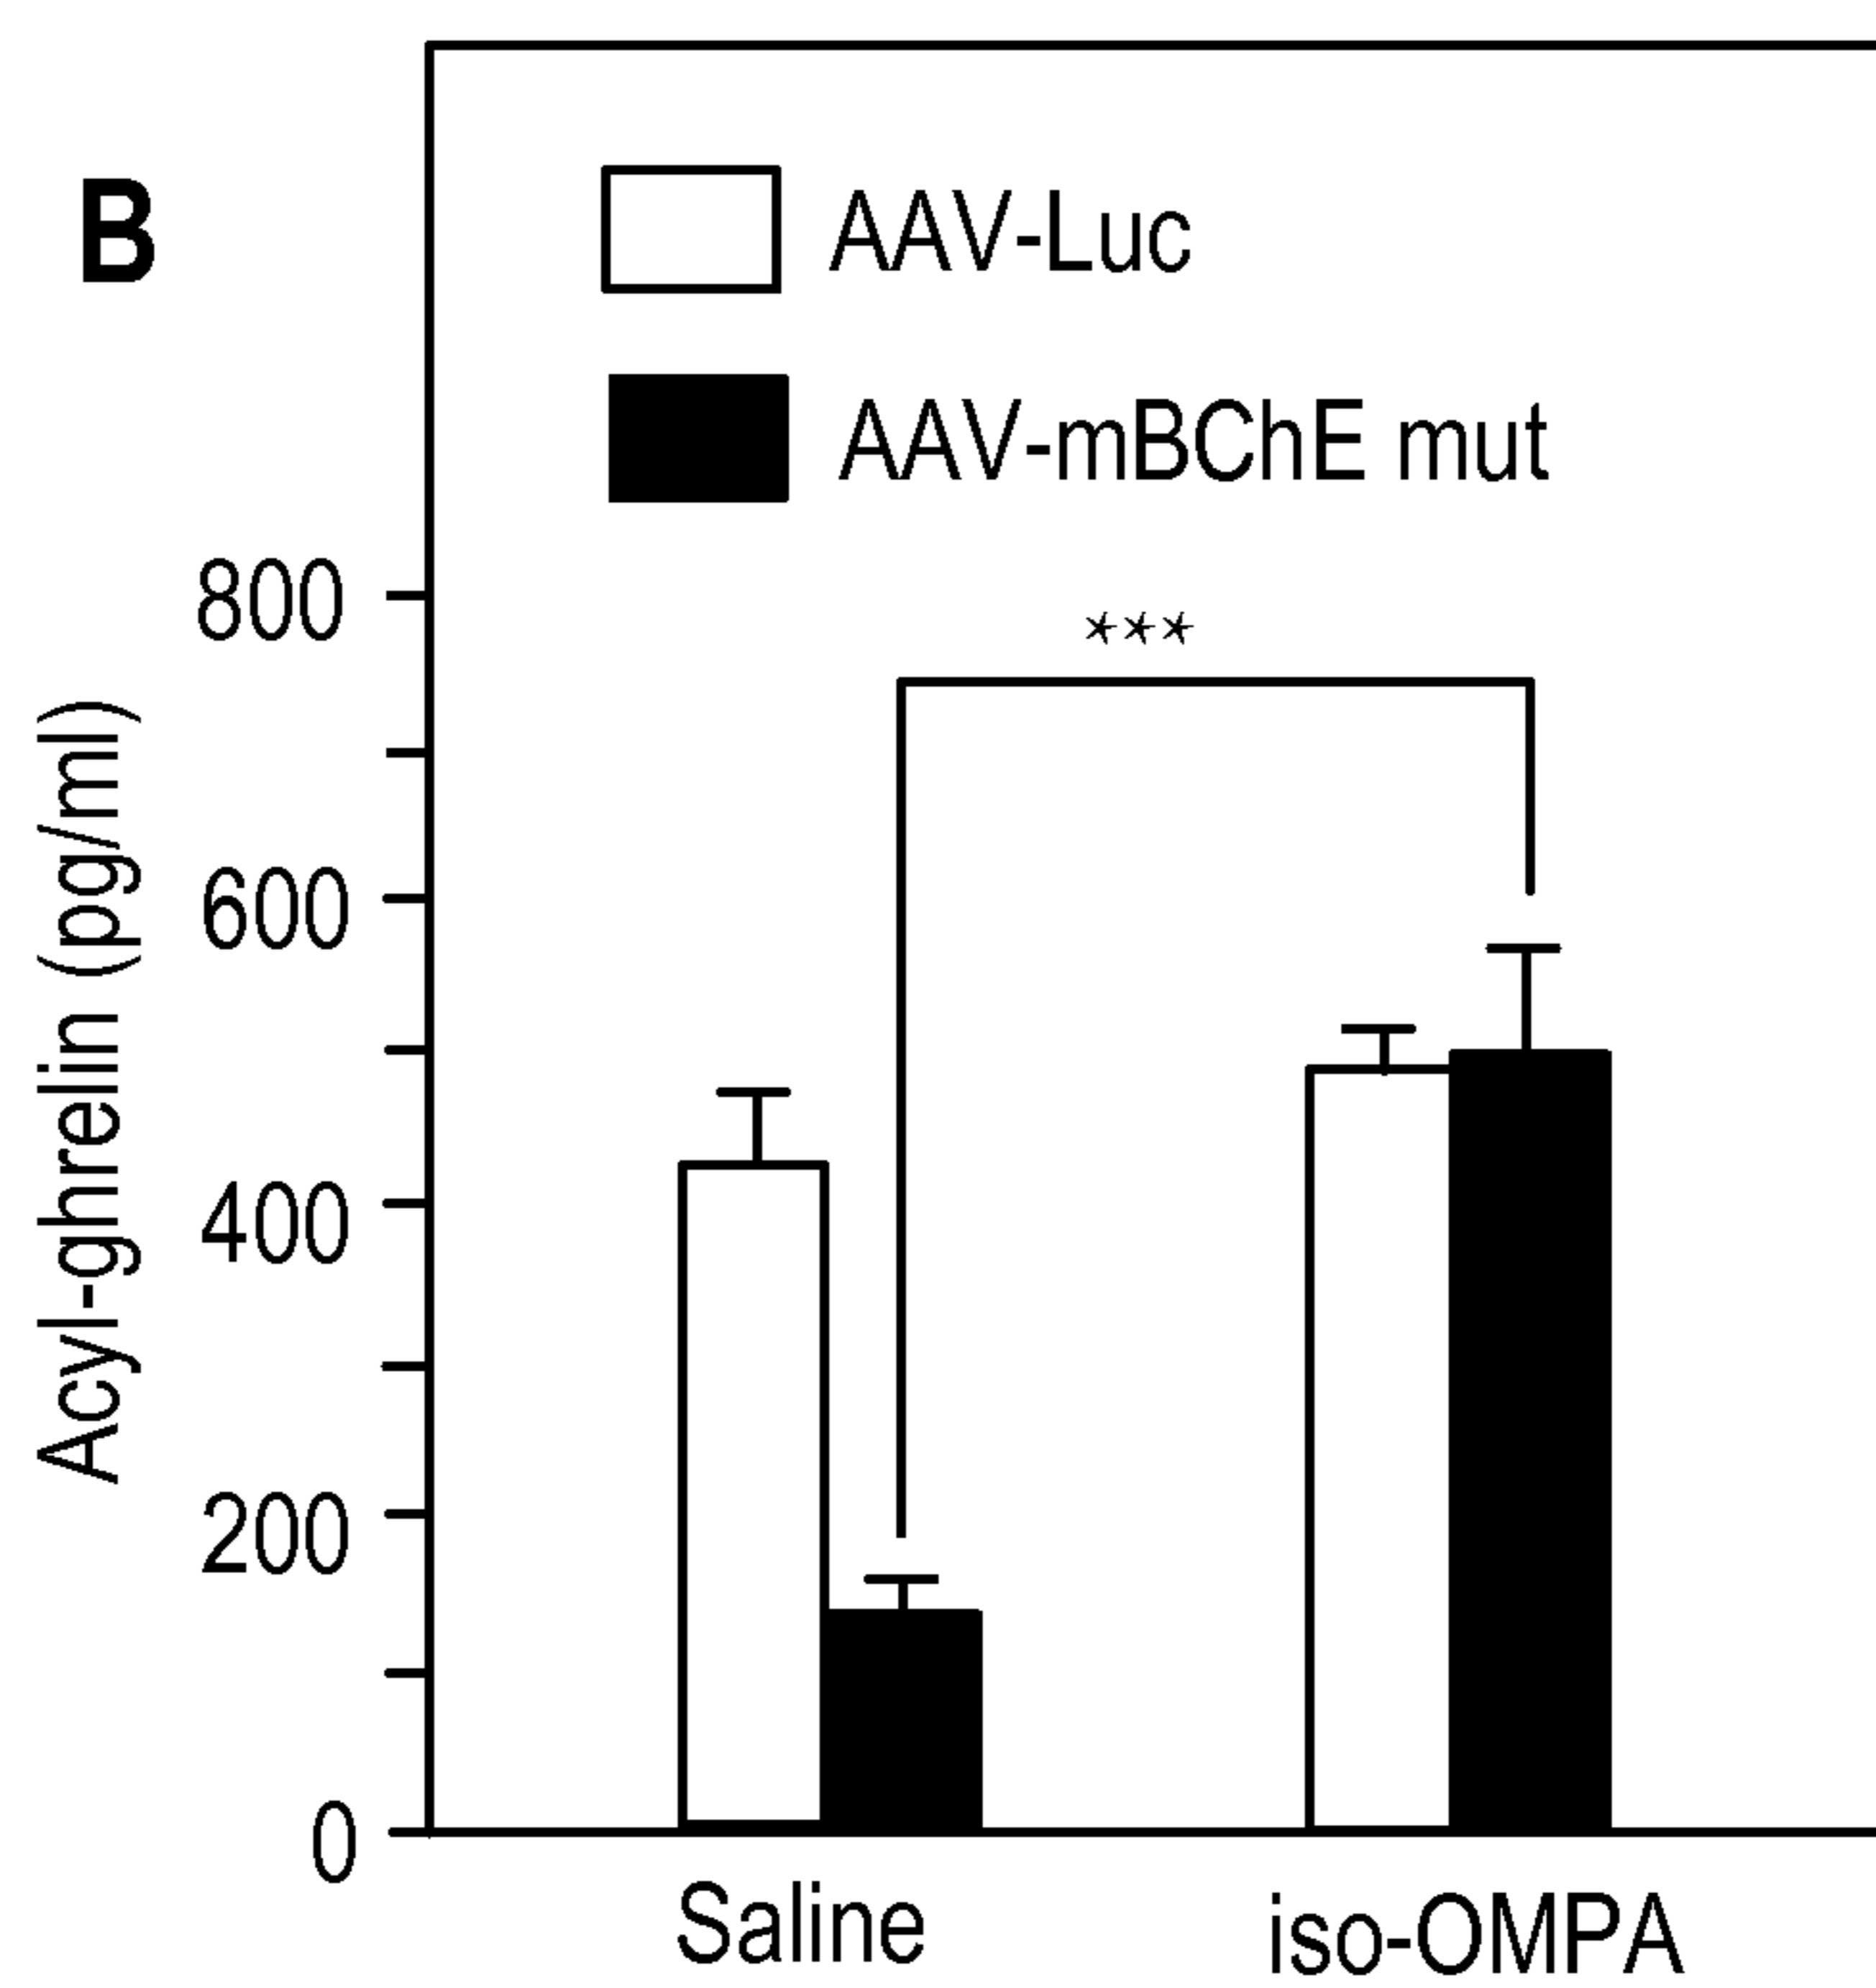 B
AAV-Luc
AAV-mBChE mut
***
Acyl-ghrelin (pg/ml)
800
600
400
200
0
Saline
iso-OMPA